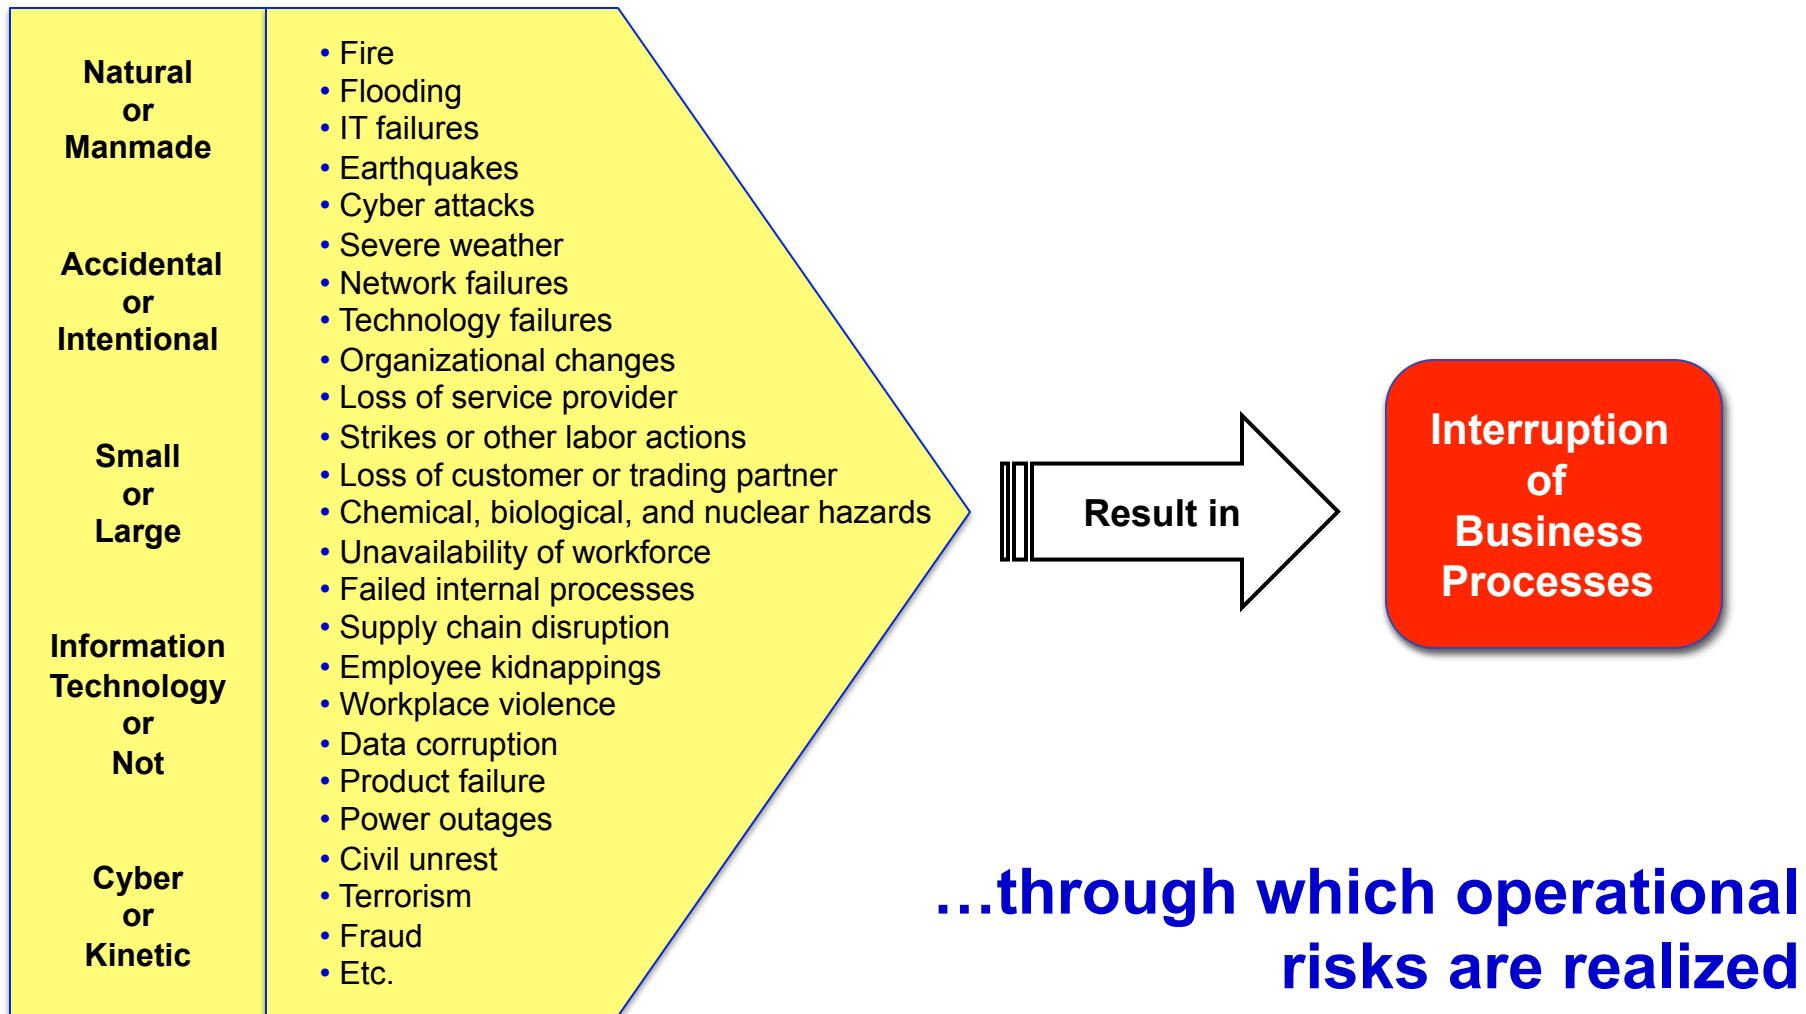 Natural
or
Manmade
Accidental
or
Intentional
Small
or
Large
Information
Technology
or
Not
Cyber
or
Kinetic
• Fire
• Flooding
• IT failures
• Earthquakes
• Cyber attacks
• Severe weather
• Network failures
• Technology failures
• Organizational changes
• Loss of service provider
• Strikes or other labor actions
• Loss of customer or trading partner
• Chemical, biological, and nuclear hazards
• Unavailability of workforce
• Failed internal processes
• Supply chain disruption
• Employee kidnappings
• Workplace violence
• Data corruption
• Product failure
• Power outages
• Civil unrest
• Terrorism
• Fraud
• Etc.
Result in
Interruption
of
Business
Processes
…through which operational
risks are realized